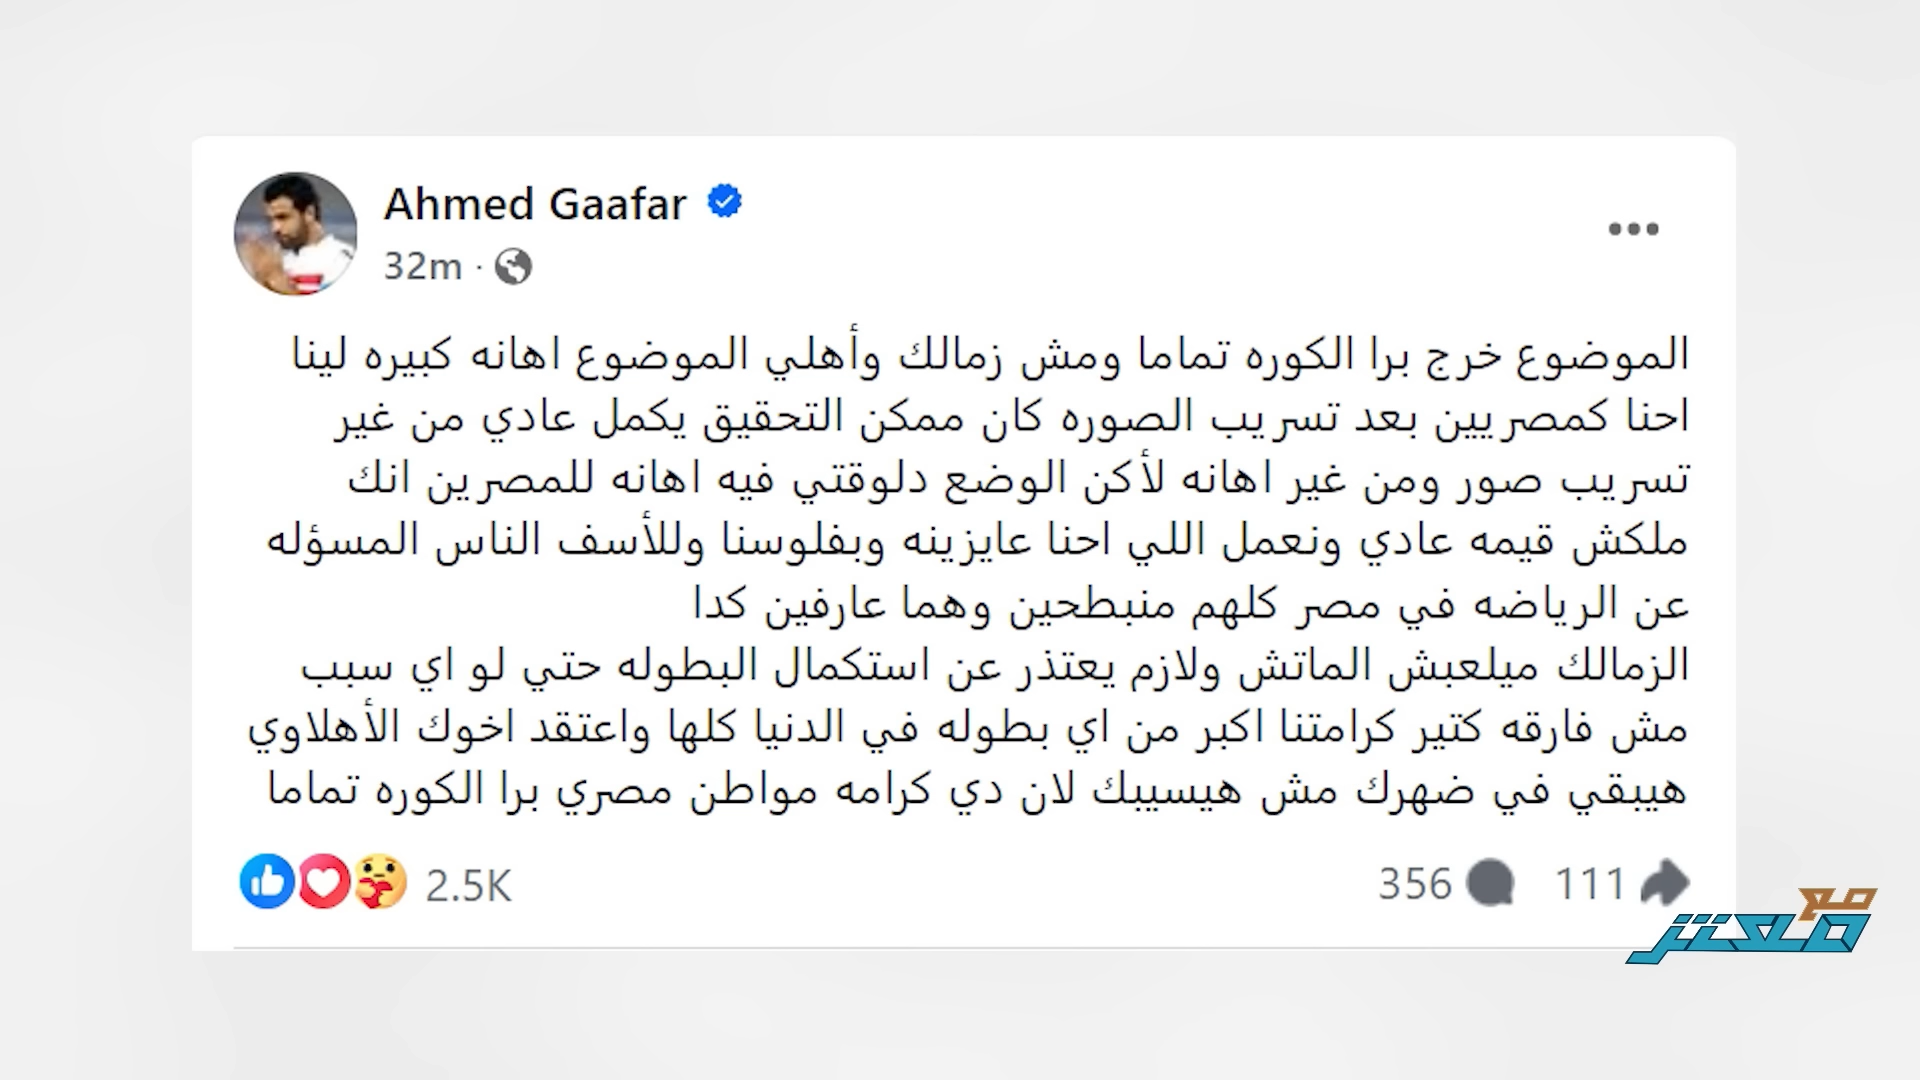 Ahmed Gaafar
32m ·
الموضوع خرج برا الكوره تماما ومش زمالك وأهلي الموضوع اهانه كبيره لينا
احنا كمصريين بعد تسريب الصوره كان ممكن التحقيق يكمل عادي من غير
تسريب صور ومن غير اهانه لأكن الوضع دلوقتي فيه اهانه للمصرين انك
ملكش قيمه عادي ونعمل اللي احنا عايزينه وبفلوسنا وللأسف الناس المسؤله
عن الرياضه في مصر كلهم منبطحين وهما عارفين كدا
الزمالك ميلعبش الماتش ولازم يعتذر عن استكمال البطوله حتي لو اي سبب
مش فارقه كتير كرامتنا اكبر من اي بطوله في الدنيا كلها واعتقد اخوك الأهلاوي
هيبقي في ضهرك مش هيسيبك لان دي كرامه مواطن مصري برا الكوره تماما
2.5K 356 111
مع
معتز